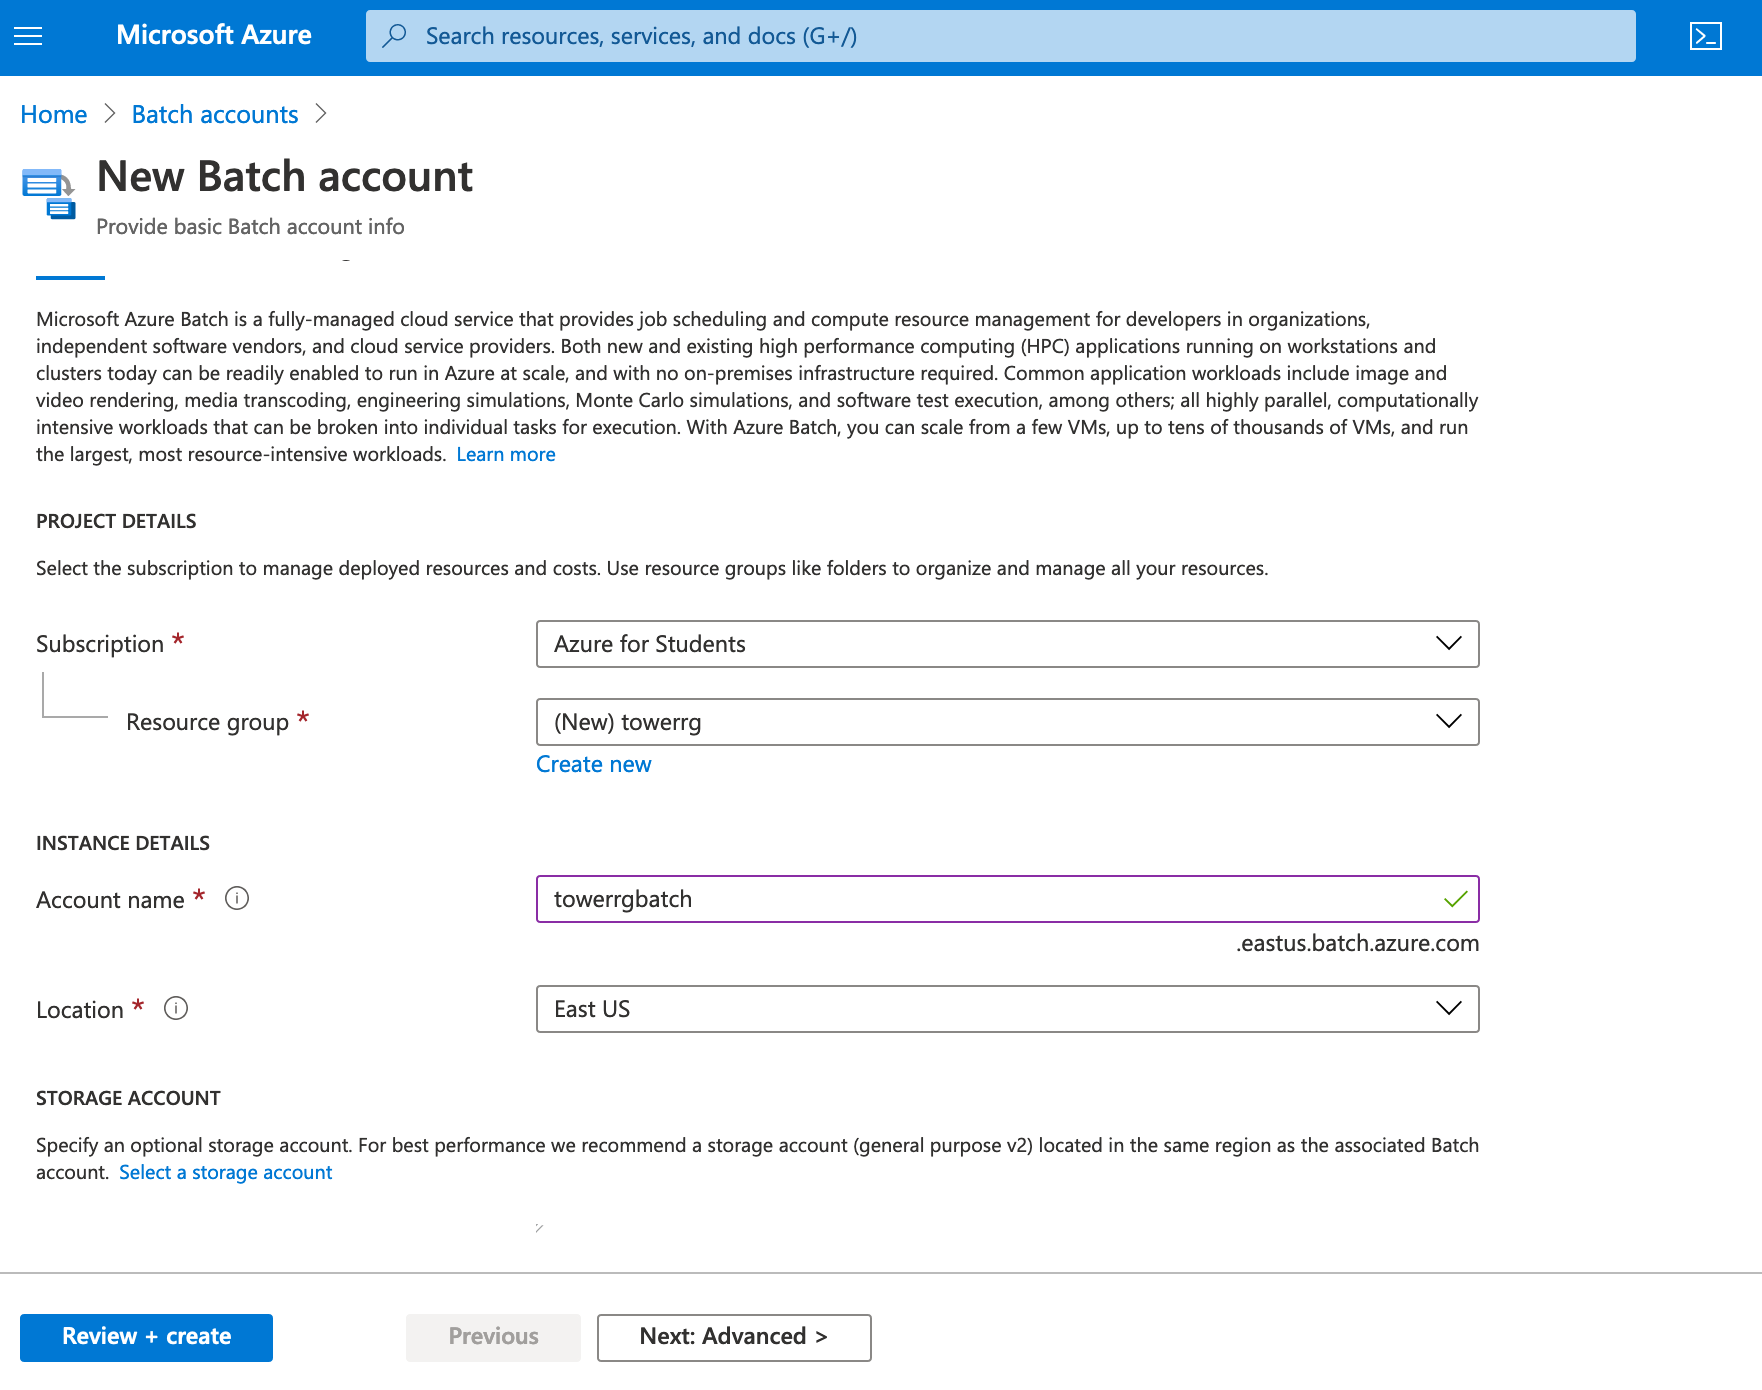 Microsoft Azure
Search resources, services, and docs (G+/)
Home > Batch accounts >
New Batch account
Provide basic Batch account info
Microsoft Azure Batch is a fully-managed cloud service that provides job scheduling and compute resource management for developers in organizations,
independent software vendors, and cloud service providers. Both new and existing high performance computing (HPC) applications running on workstations and
clusters today can be readily enabled to run in Azure at scale, and with no on-premises infrastructure required. Common application workloads include image and
video rendering, media transcoding, engineering simulations, Monte Carlo simulations, and software test execution, among others; all highly parallel, computationally
intensive workloads that can be broken into individual tasks for execution. With Azure Batch, you can scale from a few VMs, up to tens of thousands of VMs, and run
the largest, most resource-intensive workloads. Learn more
PROJECT DETAILS
Select the subscription to manage deployed resources and costs. Use resource groups like folders to organize and manage all your resources.
Subscription *
Azure for Students
Resource group *
(New) towerrg
Create new
INSTANCE DETAILS
Account name *
towerrgbatch
.eastus.batch.azure.com
Location *
East US
STORAGE ACCOUNT
Specify an optional storage account. For best performance we recommend a storage account (general purpose v2) located in the same region as the associated Batch
account. Select a storage account
Review + create
Previous
Next: Advanced >